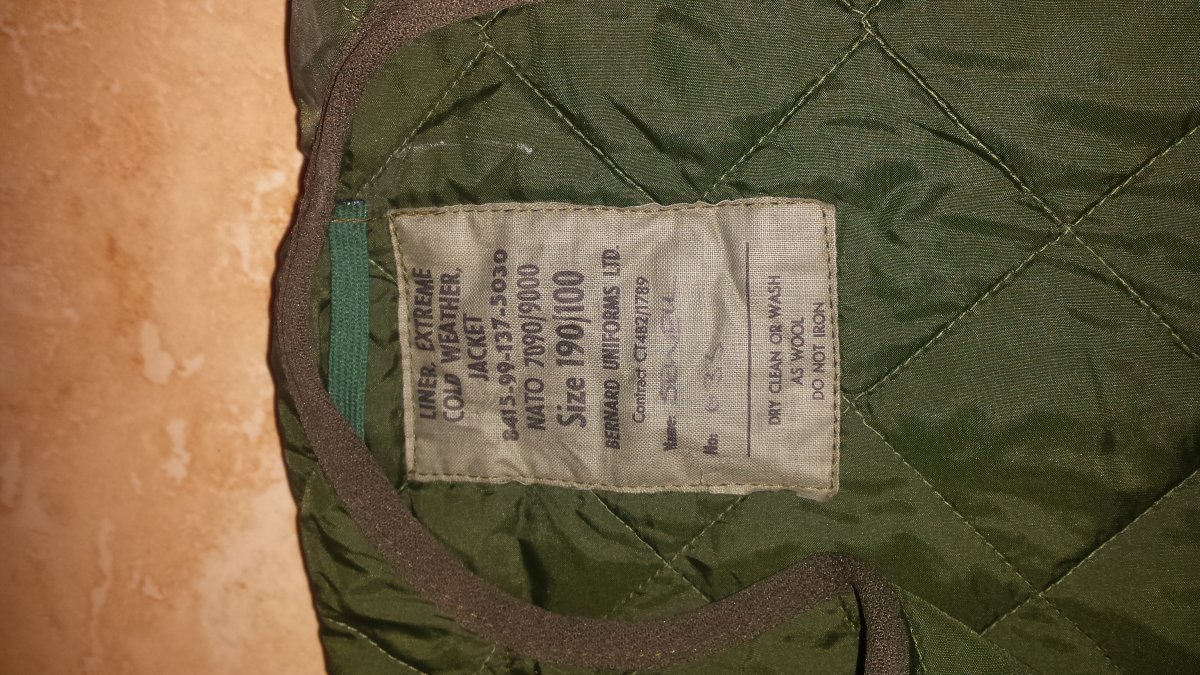 LINER, EXTREME
COLD WEATHER,
JACKET
8415-99-137-5030
NATO 7090/9000
Size 190/100
BERNARD UNIFORMS LTD.
Contract CT4B2/1789
Name:
No:
DRY CLEAN OR WASH
AS WOOL
DO NOT IRON